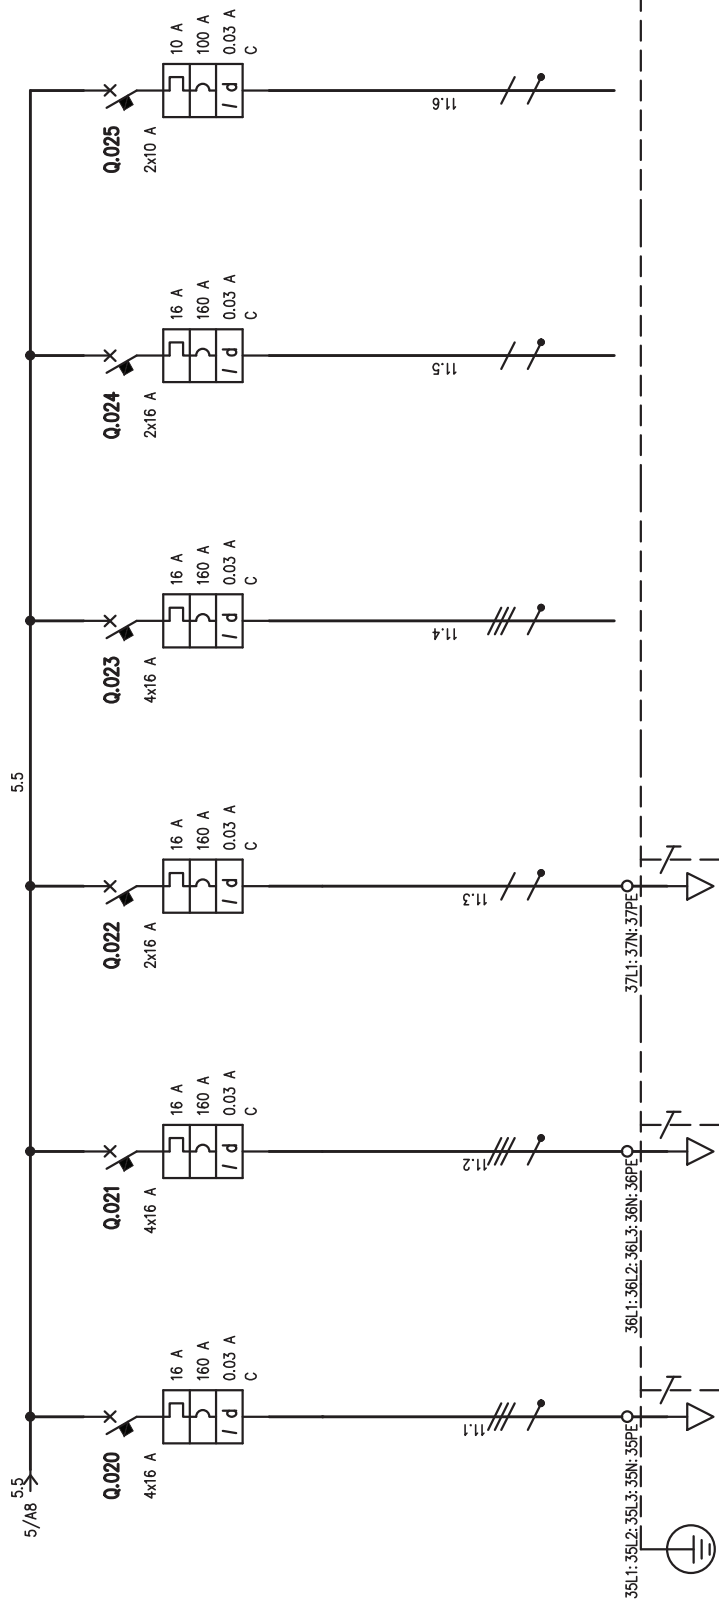 5/A8
5.5
5.5
Q.020
4x16 A
16 A
160 A
0.03 A
C
I d
11.1
35L1:35L2:35L3:35N:35PE
Q.021
4x16 A
16 A
160 A
0.03 A
C
I d
11.2
36L1:36L2:36L3:36N:36PE
Q.022
2x16 A
16 A
160 A
0.03 A
C
I d
11.3
37L1:37N:37PE
Q.023
4x16 A
16 A
160 A
0.03 A
C
I d
11.4
Q.024
2x16 A
16 A
160 A
0.03 A
C
I d
11.5
Q.025
2x10 A
10 A
100 A
0.03 A
C
I d
11.6